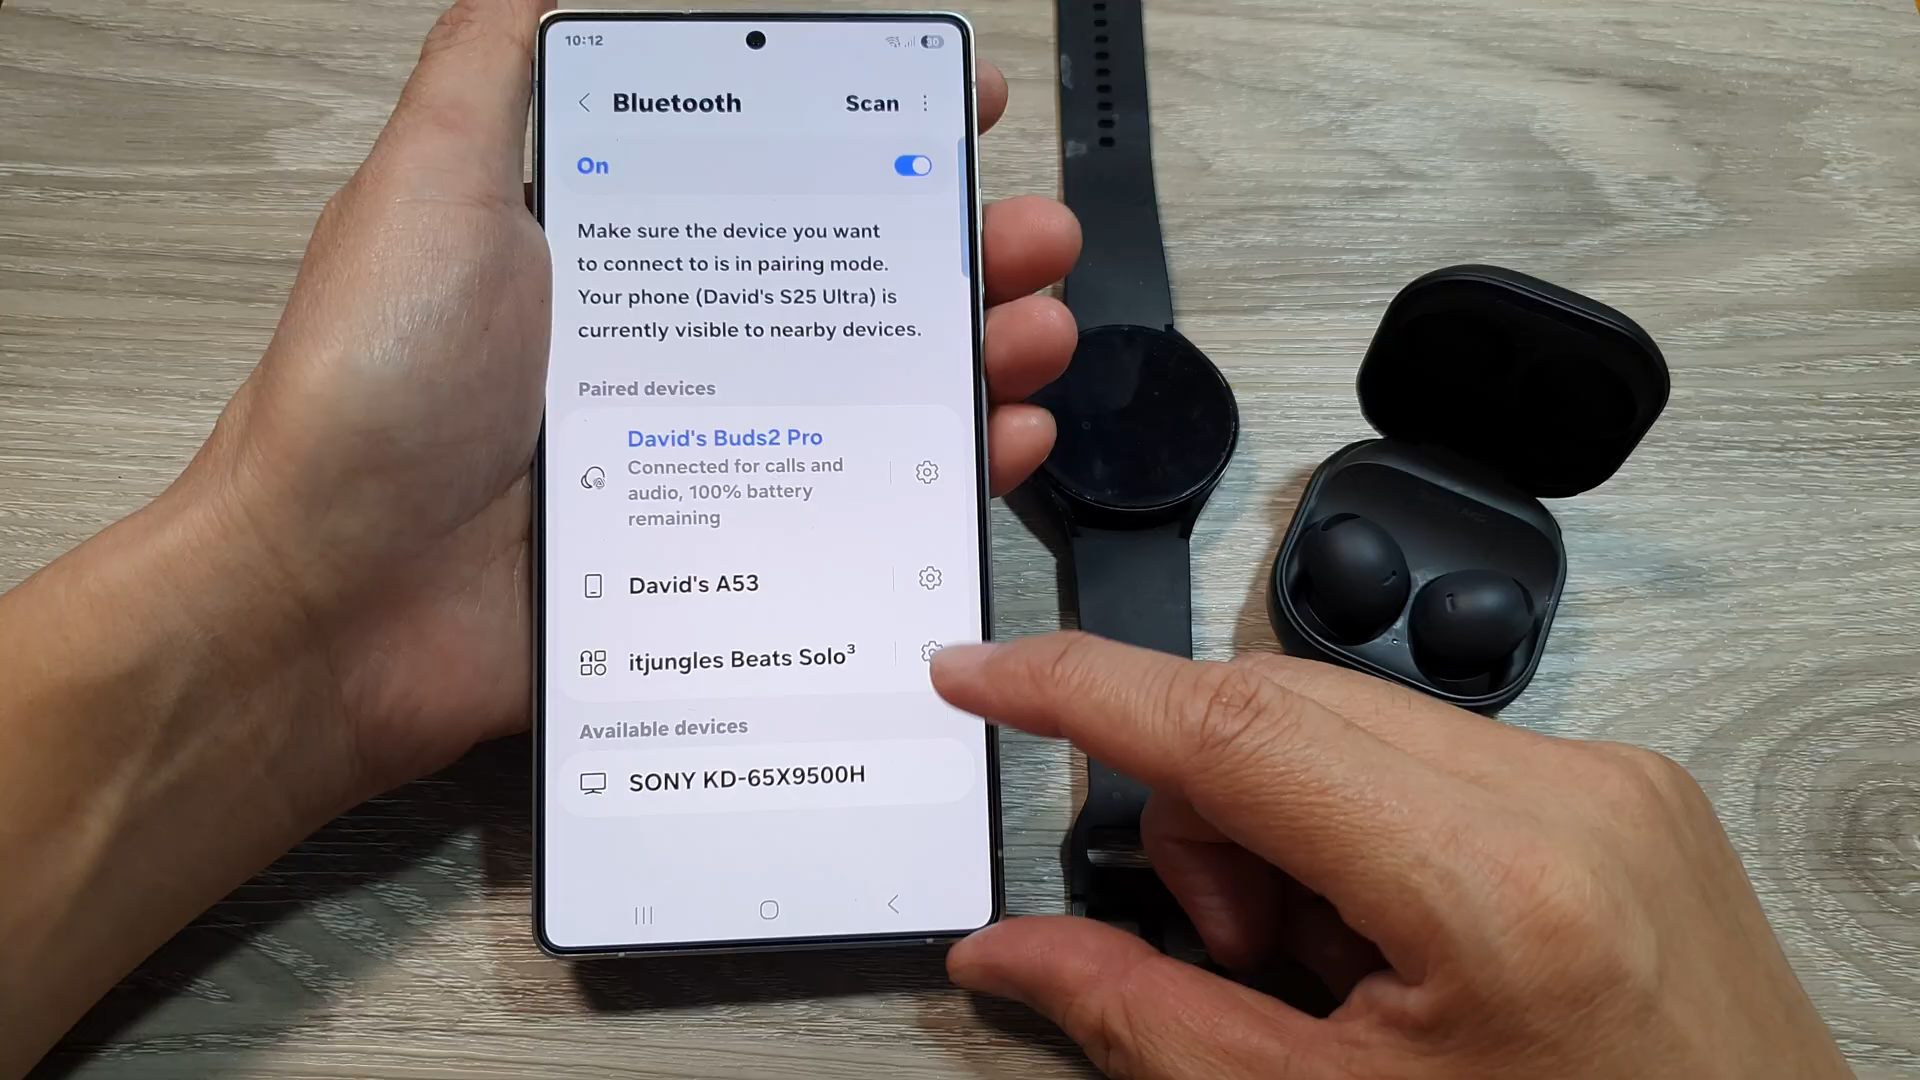 10:12
30
Bluetooth
Scan
On
Make sure the device you want
to connect to is in pairing mode.
Your phone (David's S25 Ultra) is
currently visible to nearby devices.
Paired devices
David's Buds2 Pro
Connected for calls and
audio, 100% battery
remaining
David's A53
itjungles Beats Solo³
Available devices
SONY KD-65X9500H